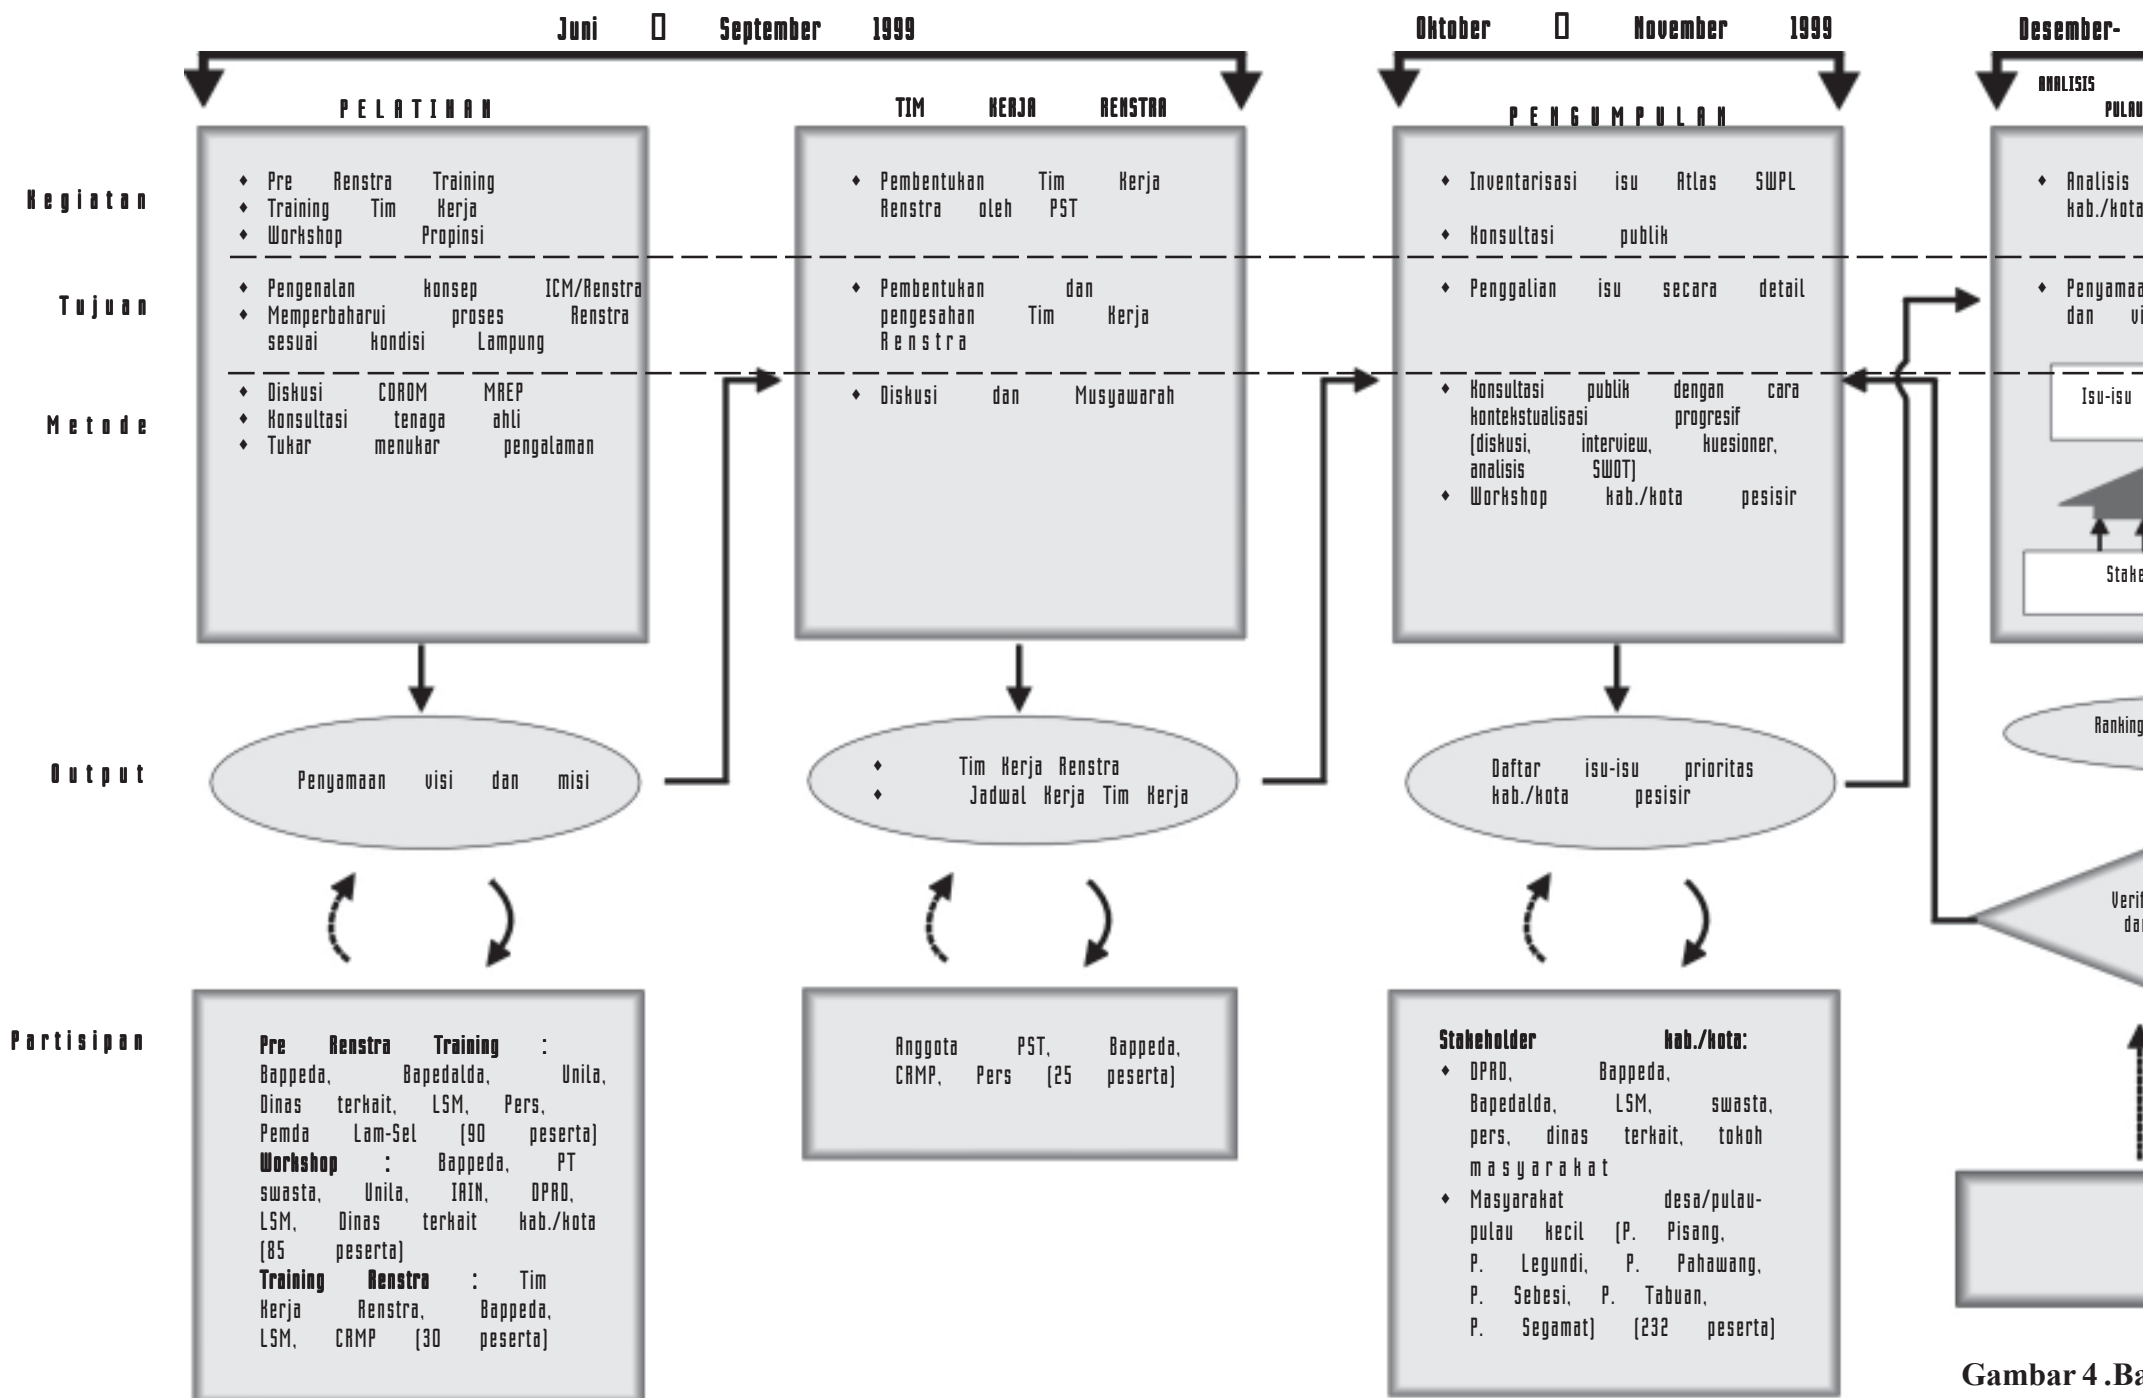 Juni  September 1999
Oktober  November 1999
Desember-
PELATIHAN
TIM KERJA RENSTRA
PENGUMPULAN
ANALISIS
PULAU
Kegiatan
♦ Pre Renstra Training
♦ Training Tim Kerja
♦ Workshop Propinsi
♦ Pembentukan Tim Kerja
Renstra oleh PST
♦ Inventarisasi isu Atlas SWPL
♦ Konsultasi publik
♦ Analisis
kab./kota
Tujuan
♦ Pengenalan konsep ICM/Renstra
♦ Memperbaharui proses Renstra
sesuai kondisi Lampung
♦ Pembentukan dan
pengesahan Tim Kerja
Renstra
♦ Penggalian isu secara detail
♦ Penyamaa
dan vi
Metode
♦ Diskusi CDROM MREP
♦ Konsultasi tenaga ahli
♦ Tukar menukar pengalaman
♦ Diskusi dan Musyawarah
♦ Konsultasi publik dengan cara
kontekstualisasi progresif
(diskusi, interview, kuesioner,
analisis SWOT)
♦ Workshop kab./kota pesisir
Isu-isu
Stake
Output
Penyamaan visi dan misi
♦ Tim Kerja Renstra
♦ Jadwal Kerja Tim Kerja
Daftar isu-isu prioritas
kab./kota pesisir
Ranking
Verif
dan
Partisipan
Pre Renstra Training :
Bappeda, Bapedalda, Unila,
Dinas terkait, LSM, Pers,
Pemda Lam-Sel (90 peserta)
Workshop : Bappeda, PT
swasta, Unila, IAIN, DPRD,
LSM, Dinas terkait kab./kota
(85 peserta)
Training Renstra : Tim
Kerja Renstra, Bappeda,
LSM, CRMP (30 peserta)
Anggota PST, Bappeda,
CRMP, Pers (25 peserta)
Stakeholder kab./kota:
♦ DPRD, Bappeda,
Bapedalda, LSM, swasta,
pers, dinas terkait, tokoh
masyarakat
♦ Masyarakat desa/pulau-
pulau kecil (P. Pisang,
P. Legundi, P. Pahawang,
P. Sebesi, P. Tabuan,
P. Segamat) (232 peserta)
Gambar 4 .Ba